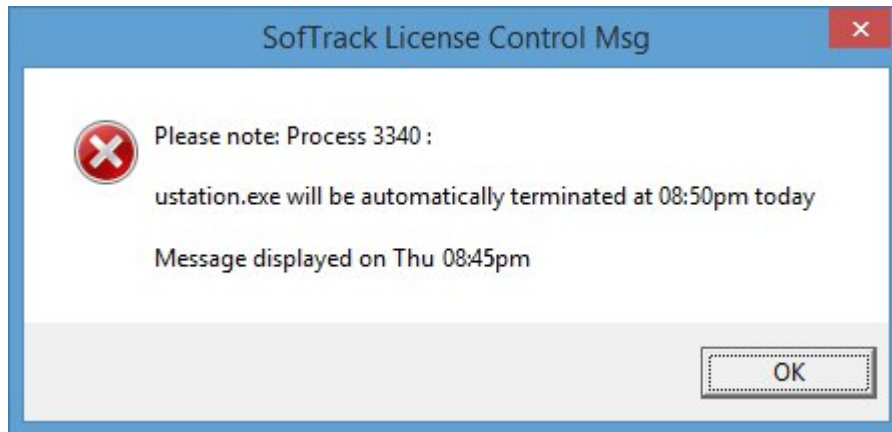 SofTrack License Control Msg
Please note: Process 3340 :
ustation.exe will be automatically terminated at 08:50pm today
Message displayed on Thu 08:45pm
OK